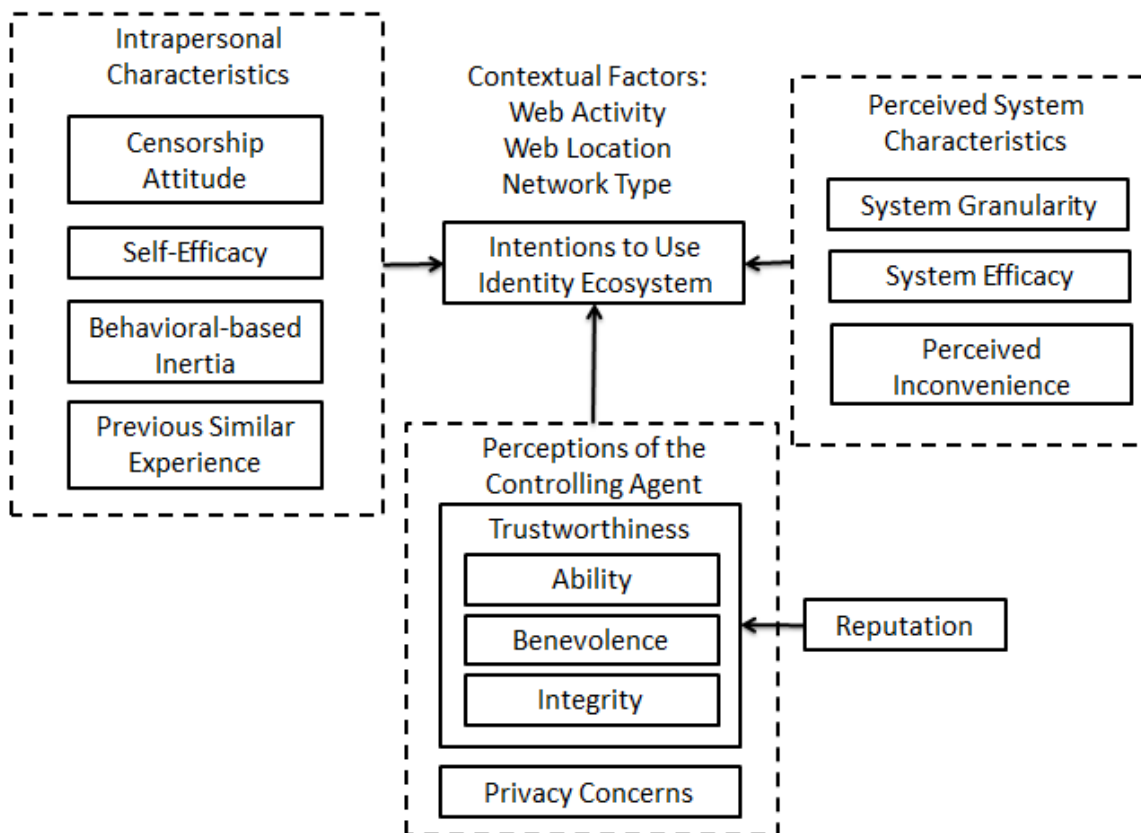 Intrapersonal
Characteristics
Censorship
Attitude
Self-Efficacy
Behavioral-based
Inertia
Previous Similar
Experience
Contextual Factors:
Web Activity
Web Location
Network Type
Intentions to Use
Identity Ecosystem
Perceived System
Characteristics
System Granularity
System Efficacy
Perceived
Inconvenience
Perceptions of the
Controlling Agent
Trustworthiness
Ability
Benevolence
Integrity
Privacy Concerns
Reputation